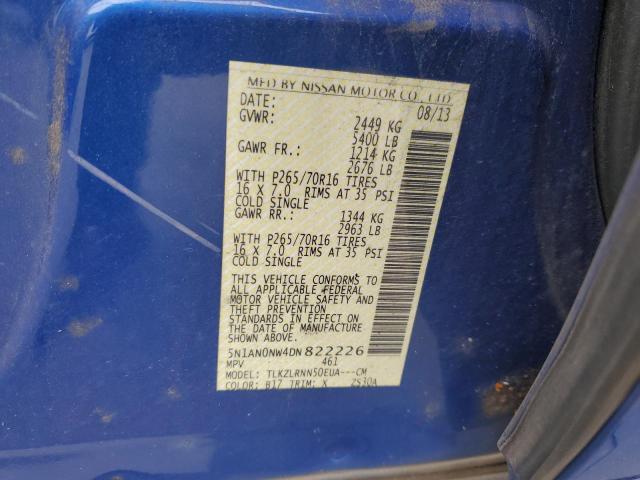 MFD BY NISSAN MOTOR CO., LTD.
DATE: 08/13
GVWR: 2449 KG
5400 LB
GAWR FR.: 1214 KG
2676 LB
WITH P265/70R16 TIRES
16 X 7.0 RIMS AT 35 PSI
COLD SINGLE
GAWR RR.: 1344 KG
2963 LB
WITH P265/70R16 TIRES
16 X 7.0 RIMS AT 35 PSI
COLD SINGLE
THIS VEHICLE CONFORMS TO
ALL APPLICABLE FEDERAL
MOTOR VEHICLE SAFETY AND
THEFT PREVENTION
STANDARDS IN EFFECT ON
THE DATE OF MANUFACTURE
SHOWN ABOVE.
5N1AN0NW4DN822226
MPV 461
MODEL: TLKZLRNN50EUA---CM
COLOR: B17 TRIM: X ZS30A